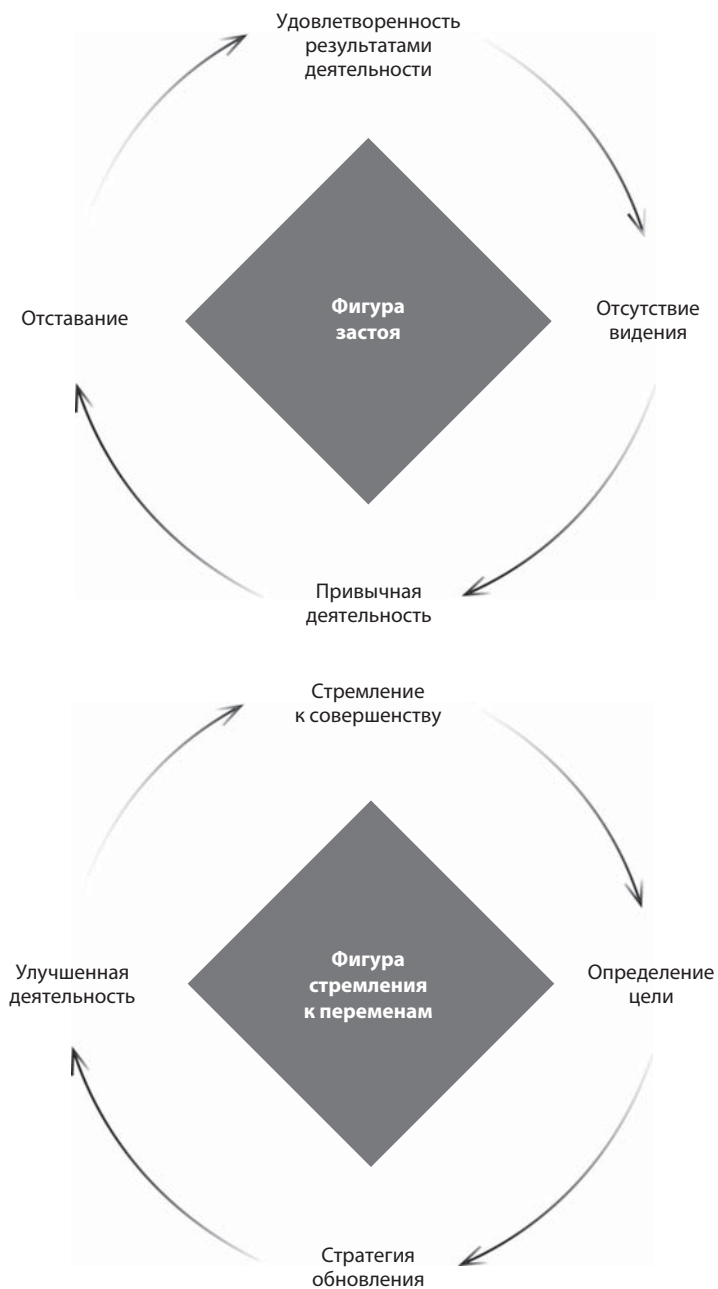 Удовлетворенность
результатами
деятельности
Фигура
застоя
Отставание
Отсутствие
видения
Привычная
деятельность
Стремление
к совершенству
Фигура
стремления
к переменам
Улучшенная
деятельность
Определение
цели
Стратегия
обновления